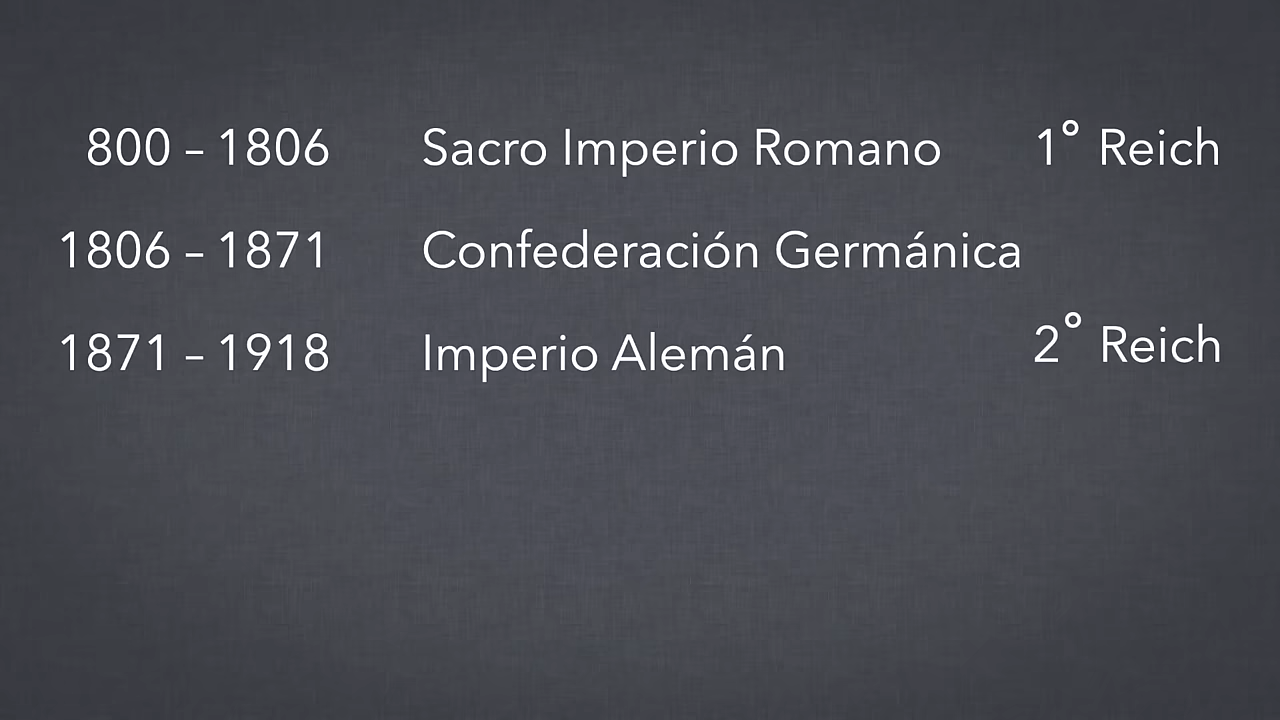 800 – 1806 Sacro Imperio Romano 1° Reich
1806 – 1871 Confederación Germánica
1871 – 1918 Imperio Alemán 2° Reich